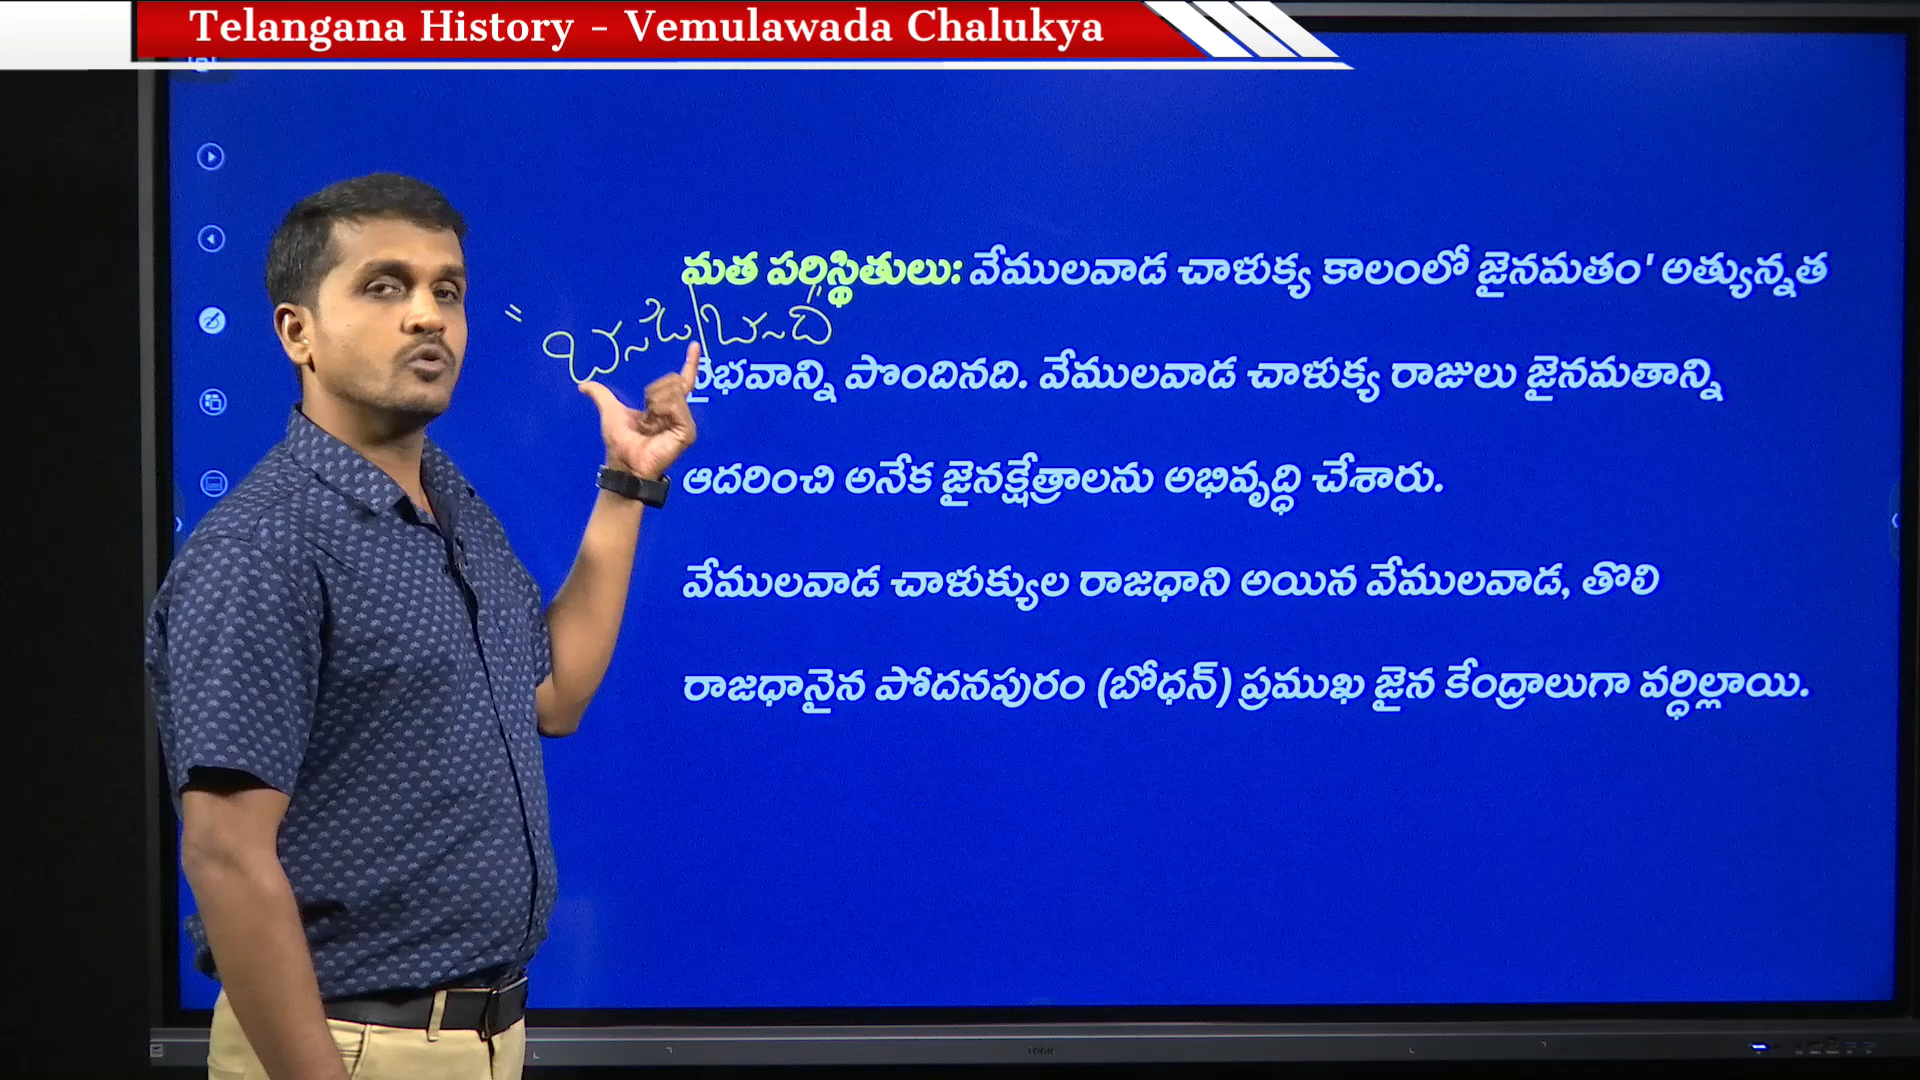 Telangana History - Vemulawada Chalukya
మత పరిస్థితులు: వేములవాడ చాళుక్య కాలంలో జైనమతం' అత్యున్నత
వైభవాన్ని పొందినది. వేములవాడ చాళుక్య రాజులు జైనమతాన్ని
ఆదరించి అనేక జైనక్షేత్రాలను అభివృద్ధి చేశారు.
వేములవాడ చాళుక్యుల రాజధాని అయిన వేములవాడ, తొలి
రాజధానైన పోదనపురం (బోధన్) ప్రముఖ జైన కేంద్రాలుగా వర్ధిల్లాయి.